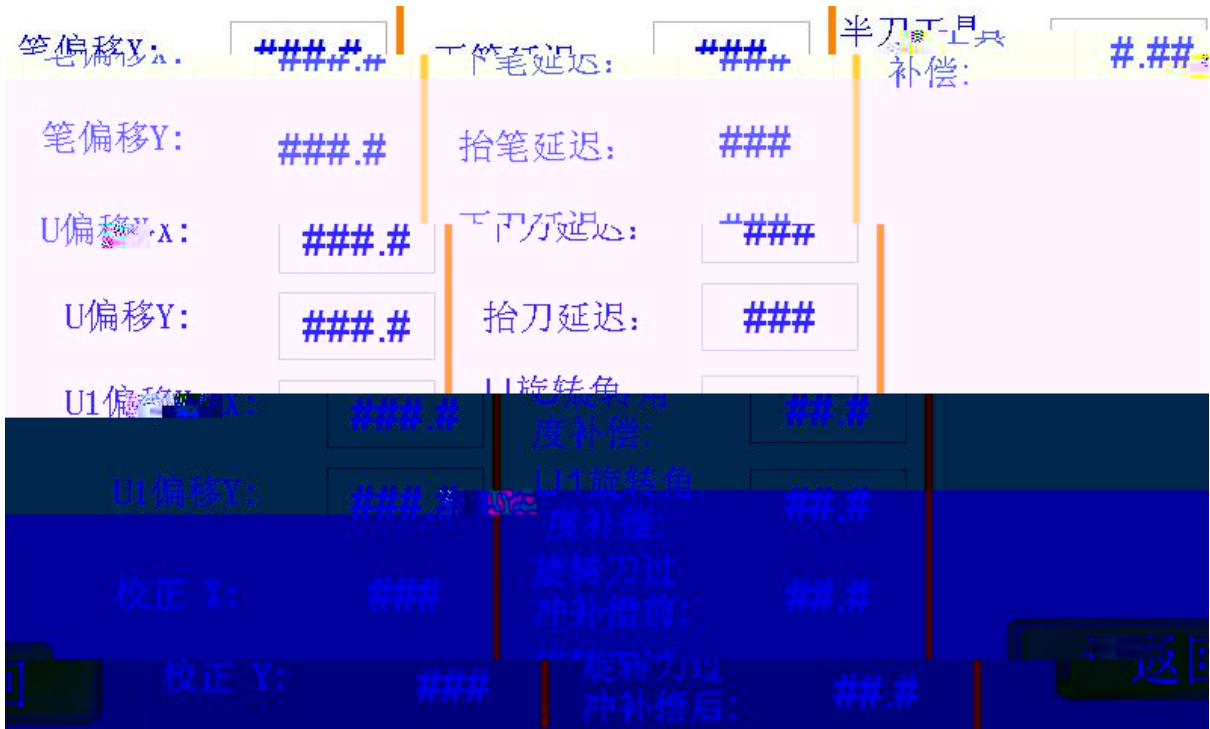 笔偏移X: ###.# 下笔延迟: ### 半刀工具
补偿: #.##
笔偏移Y: ###.# 抬笔延迟: ###
U偏移X: ###.# 下刀延迟: ###
U偏移Y: ###.# 抬刀延迟: ###
U1偏移X: ###.# U旋转角
度补偿: ##.#
U1偏移Y: ###.# U1旋转角
度补偿: ##.#
校正 X: ### 旋转刀过
冲补偿前: ##.#
校正 Y: ### 旋转刀过
冲补偿后: ##.#
返回